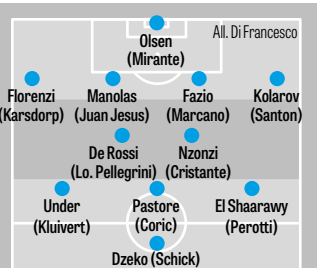 All. Di Francesco
Olsen
(Mirante)
Florenzi Manolas Fazio Kolarov
(Karsdorp) (Juan Jesus) (Marcano) (Santon)
De Rossi Nzonzi
(Lo. Pellegrini) (Cristante)
Under Pastore El Shaarawy
(Kluivert) (Coric) (Perotti)
Dzeko (Schick)